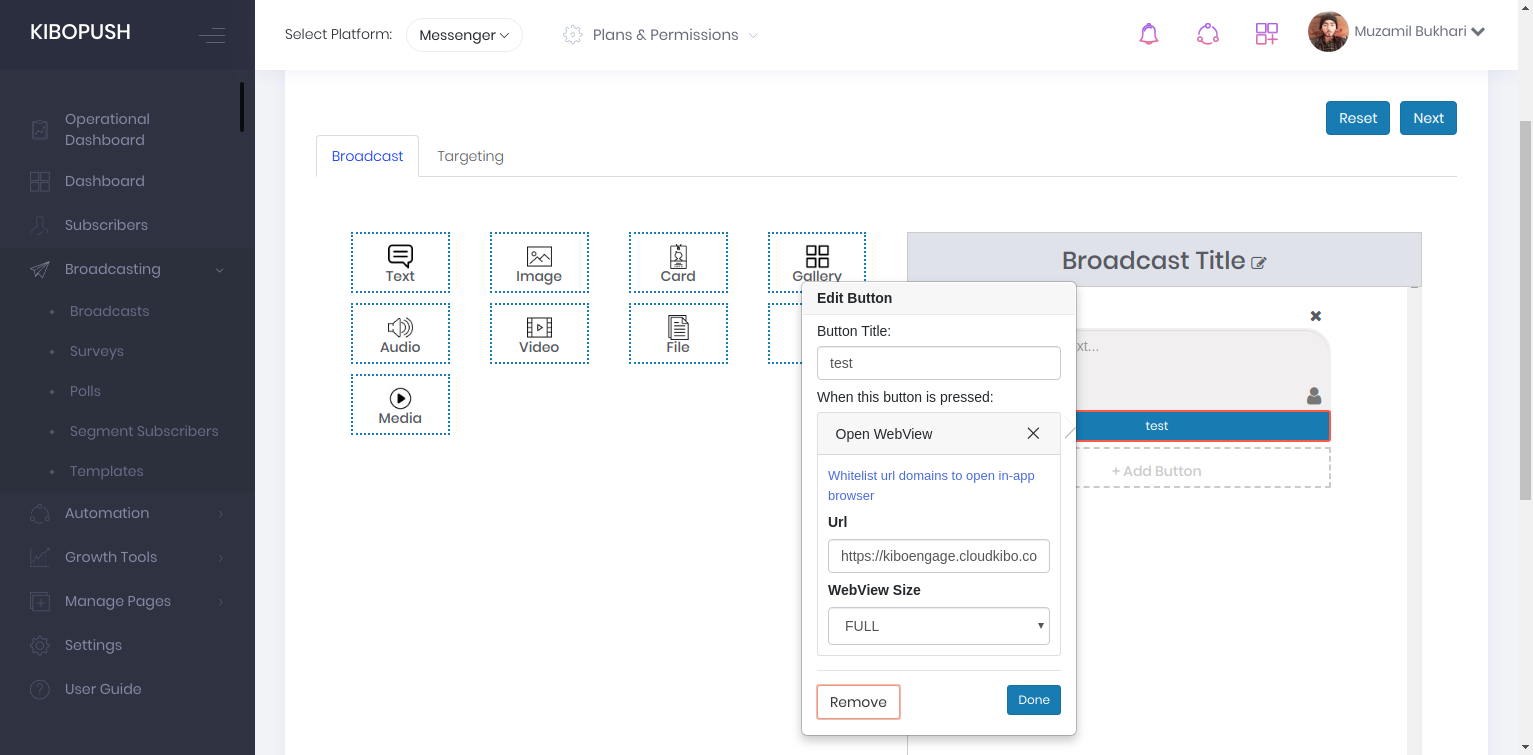 KIBOPUSH
Select Platform:
Messenger
Plans & Permissions
Muzamil Bukhari
Operational
Dashboard
Dashboard
Subscribers
Broadcasting
Broadcasts
Surveys
Polls
Segment Subscribers
Templates
Automation
Growth Tools
Manage Pages
Settings
User Guide
Reset
Next
Broadcast
Targeting
Text
Image
Card
Gallery
Audio
Video
File
Media
Broadcast Title
xt...
test
+ Add Button
Edit Button
Button Title:
test
When this button is pressed:
Open WebView
Whitelist url domains to open in-app
browser
Url
https://kiboengage.cloudkibo.co
WebView Size
FULL
Remove
Done